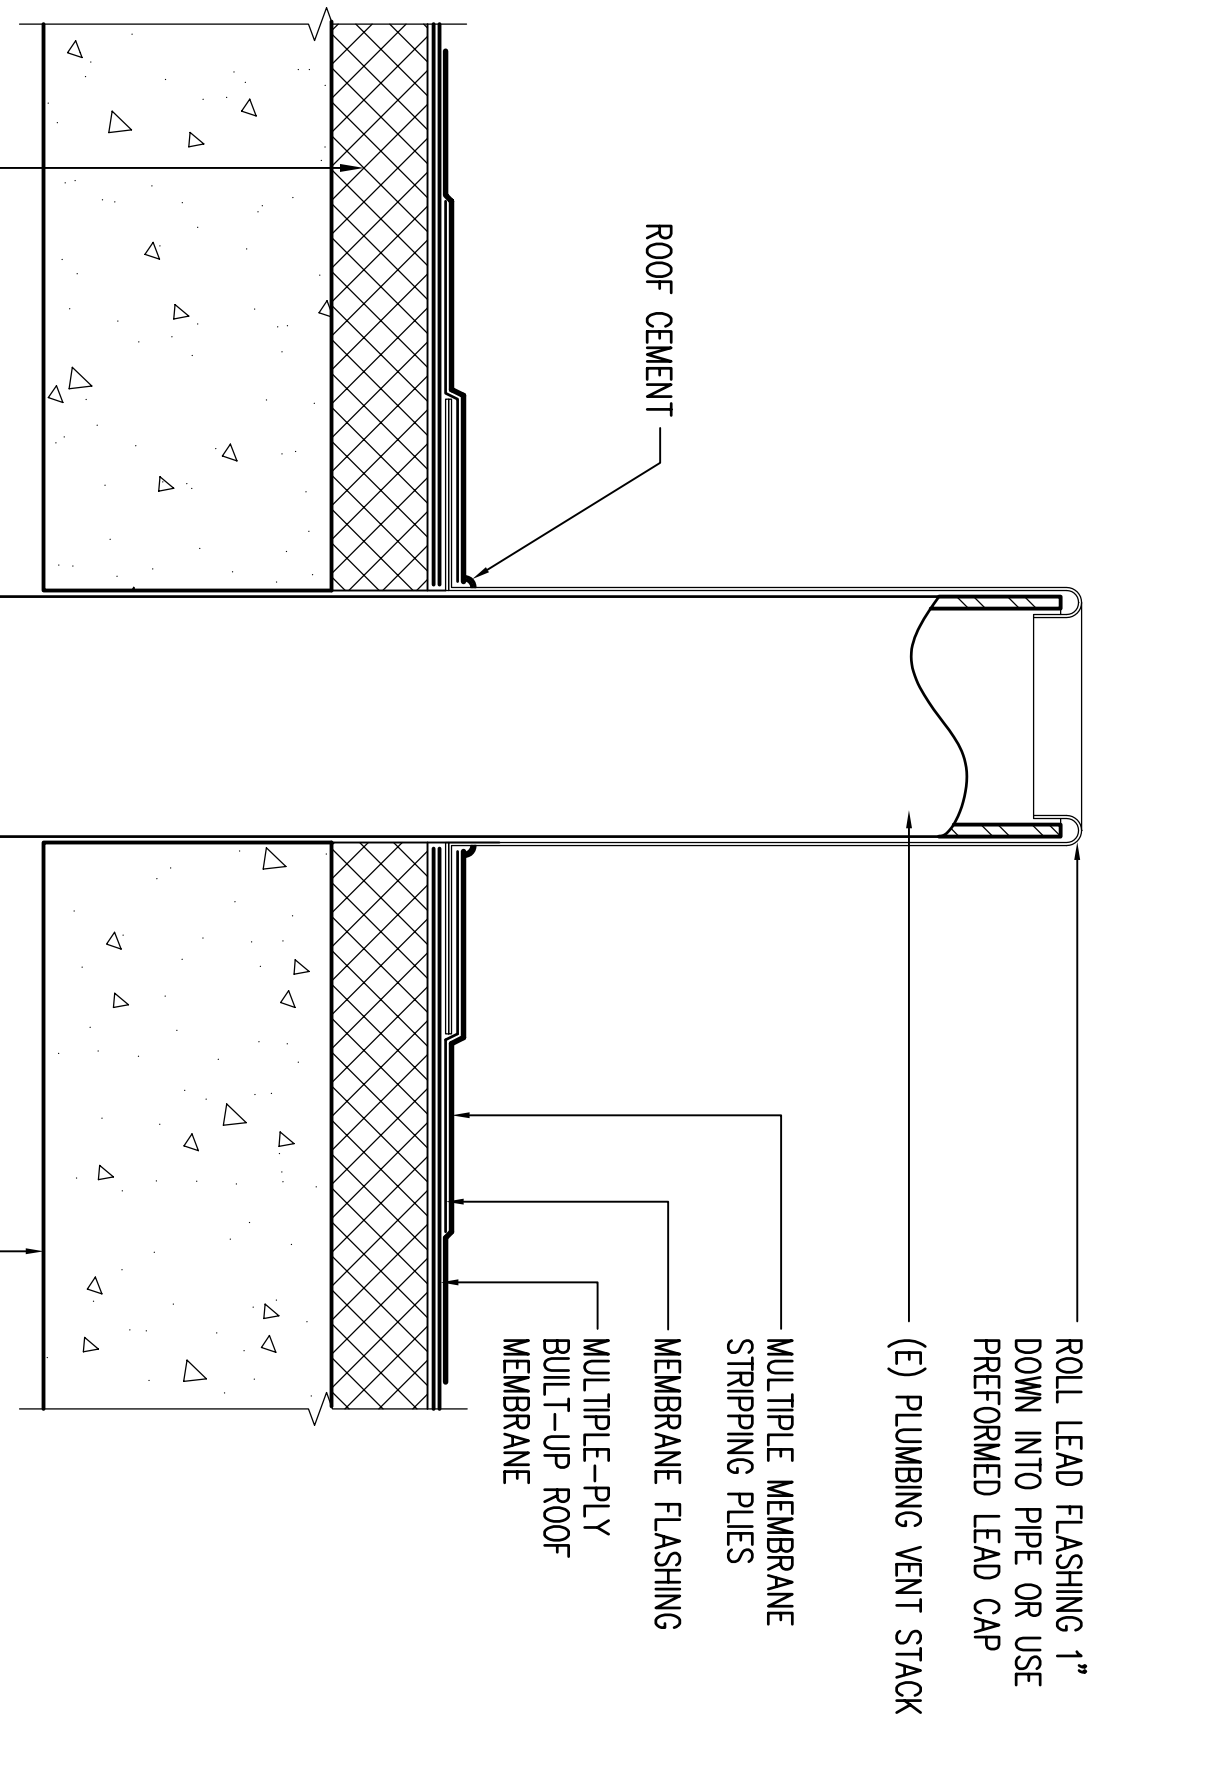 ROLL LEAD FLASHING 1"
DOWN INTO PIPE OR USE
PREFORMED LEAD CAP
(E) PLUMBING VENT STACK
MULTIPLE MEMBRANE
STRIPPING PLIES
ROOF CEMENT
MEMBRANE FLASHING
MULTIPLE-PLY
BUILT-UP ROOF
MEMBRANE